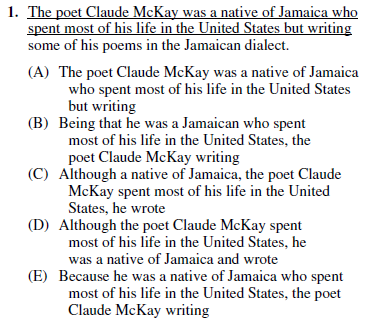 1. The poet Claude McKay was a native of Jamaica who
spent most of his life in the United States but writing
some of his poems in the Jamaican dialect.
(A) The poet Claude McKay was a native of Jamaica
who spent most of his life in the United States
but writing
(B) Being that he was a Jamaican who spent
most of his life in the United States, the
poet Claude McKay writing
(C) Although a native of Jamaica, the poet Claude
McKay spent most of his life in the United
States, he wrote
(D) Although the poet Claude McKay spent
most of his life in the United States, he
was a native of Jamaica and wrote
(E) Because he was a native of Jamaica who spent
most of his life in the United States, the poet
Claude McKay writing